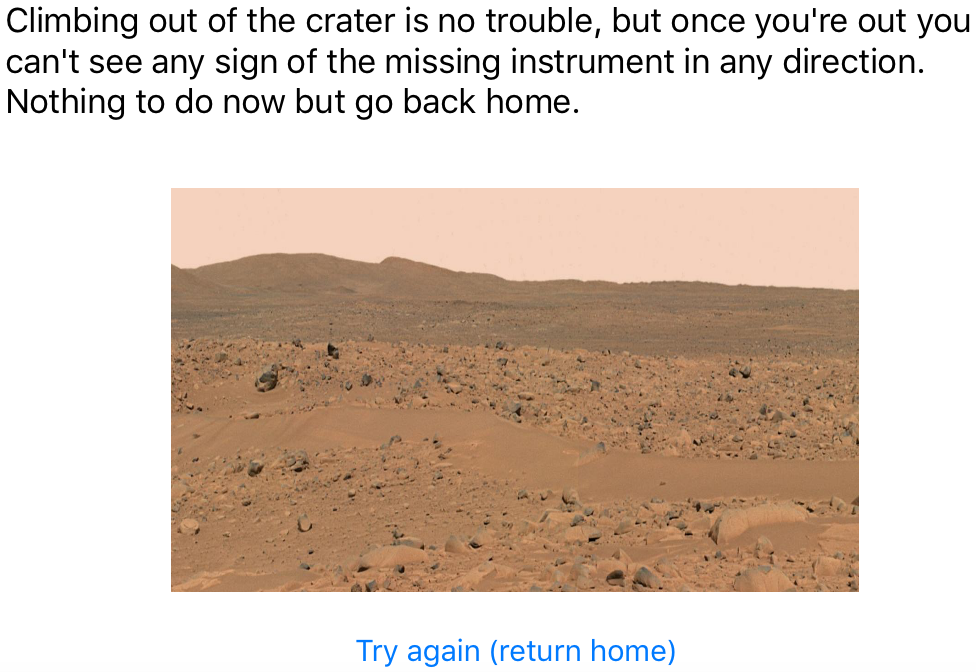 Climbing out of the crater is no trouble, but once you're out you
can't see any sign of the missing instrument in any direction.
Nothing to do now but go back home.
Try again (return home)